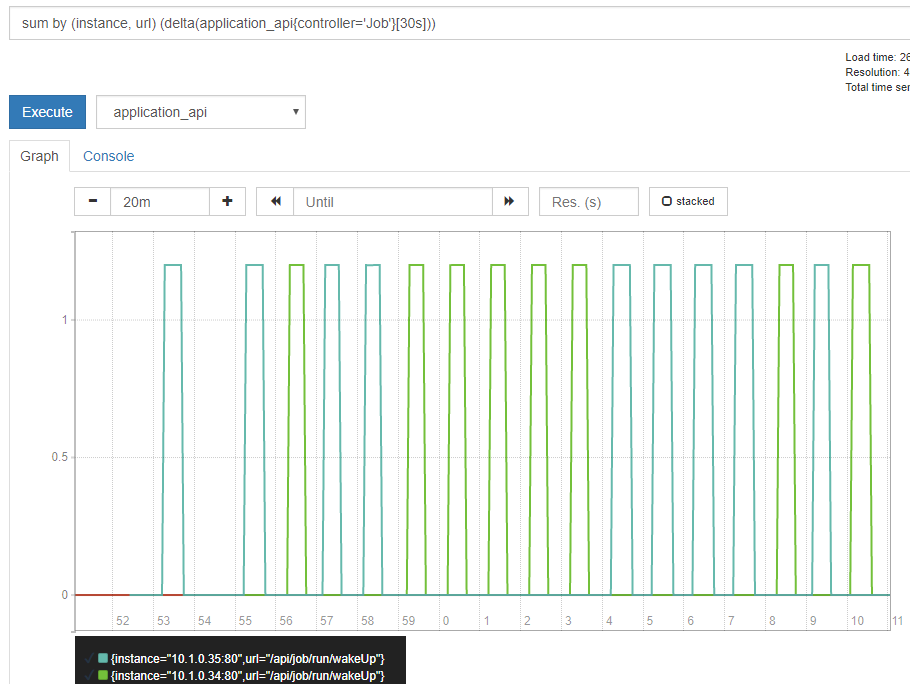 sum by (instance, url) (delta(application_api{controller='Job'}[30s]))
Load time: 26
Resolution: 4
Total time ser
Execute
application_api
Graph
Console
20m
Until
Res. (s)
stacked
1
0.5
0
52 53 54 55 56 57 58 59 0 1 2 3 4 5 6 7 8 9 10 11
{instance="10.1.0.35:80",url="/api/job/run/wakeUp"}
{instance="10.1.0.34:80",url="/api/job/run/wakeUp"}